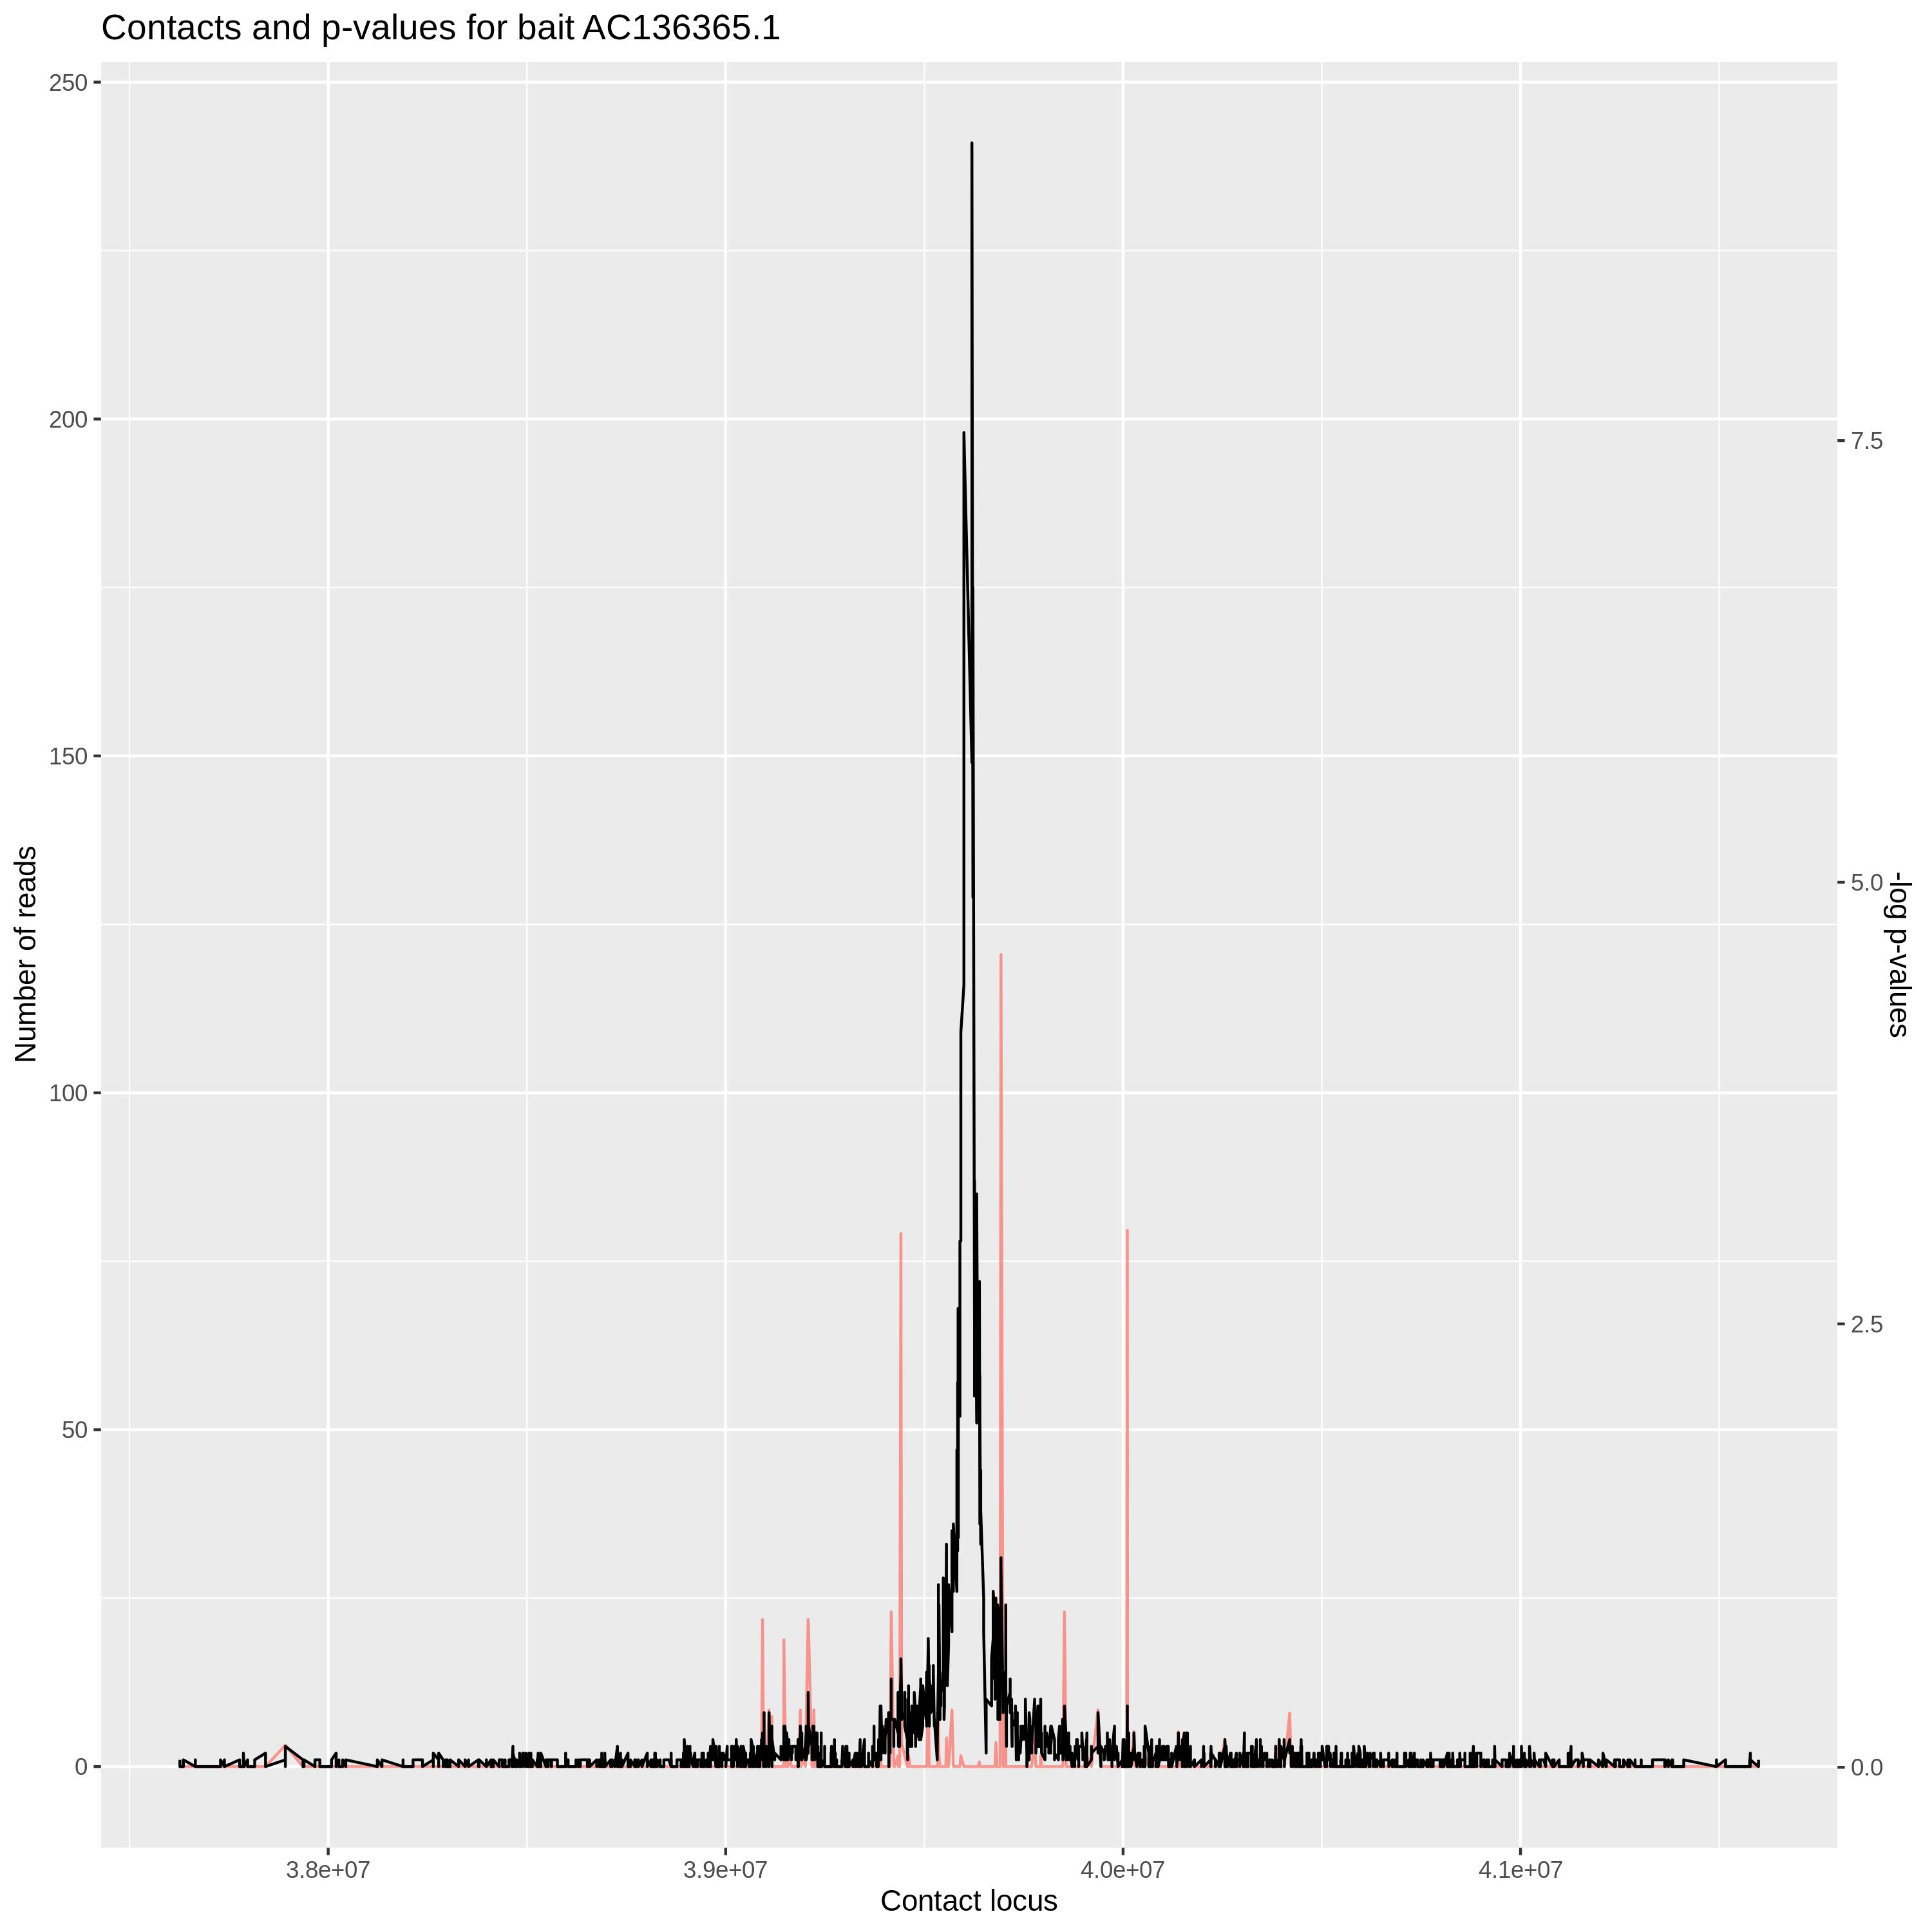 Contacts and p-values for bait AC136365.1
250
200
150
100
50
0
Number of reads
7.5
5.0
2.5
0.0
-log p-values
3.8e+07
3.9e+07
4.0e+07
4.1e+07
Contact locus